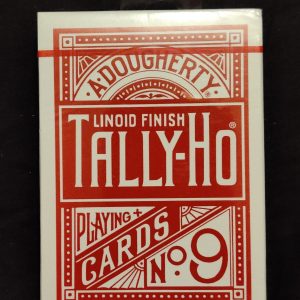 A. DOUGHERTY®
LINOID FINISH
TALLY-HO®
PLAYING +
CARDS
No. 9